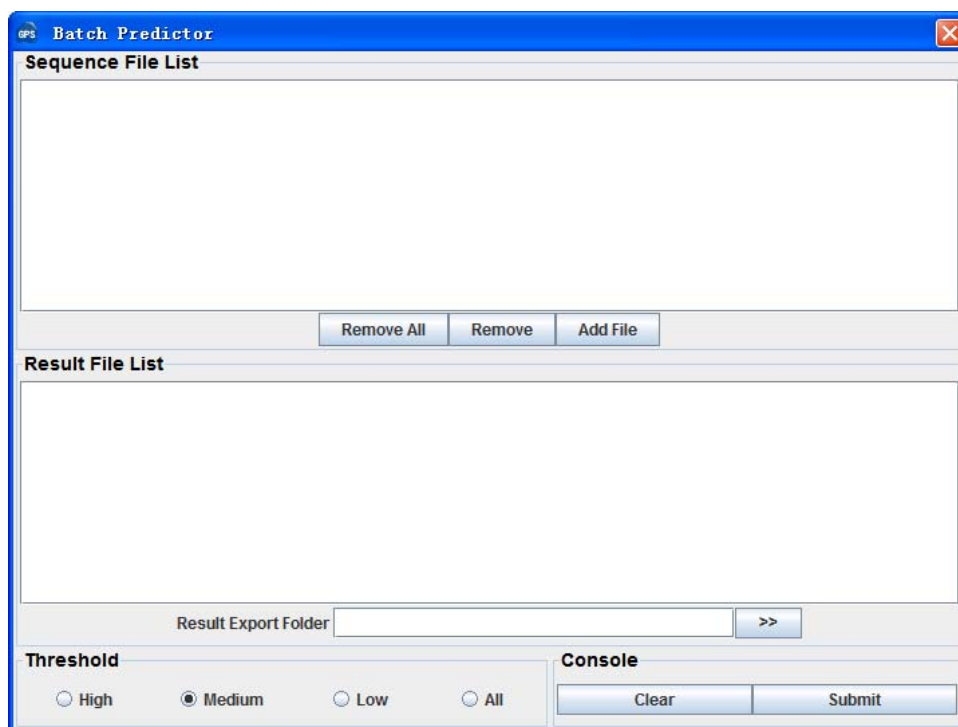 GPS Batch Predictor
Sequence File List
Remove All Remove Add File
Result File List
Result Export Folder >>
Threshold Console
High Medium Low All Clear Submit